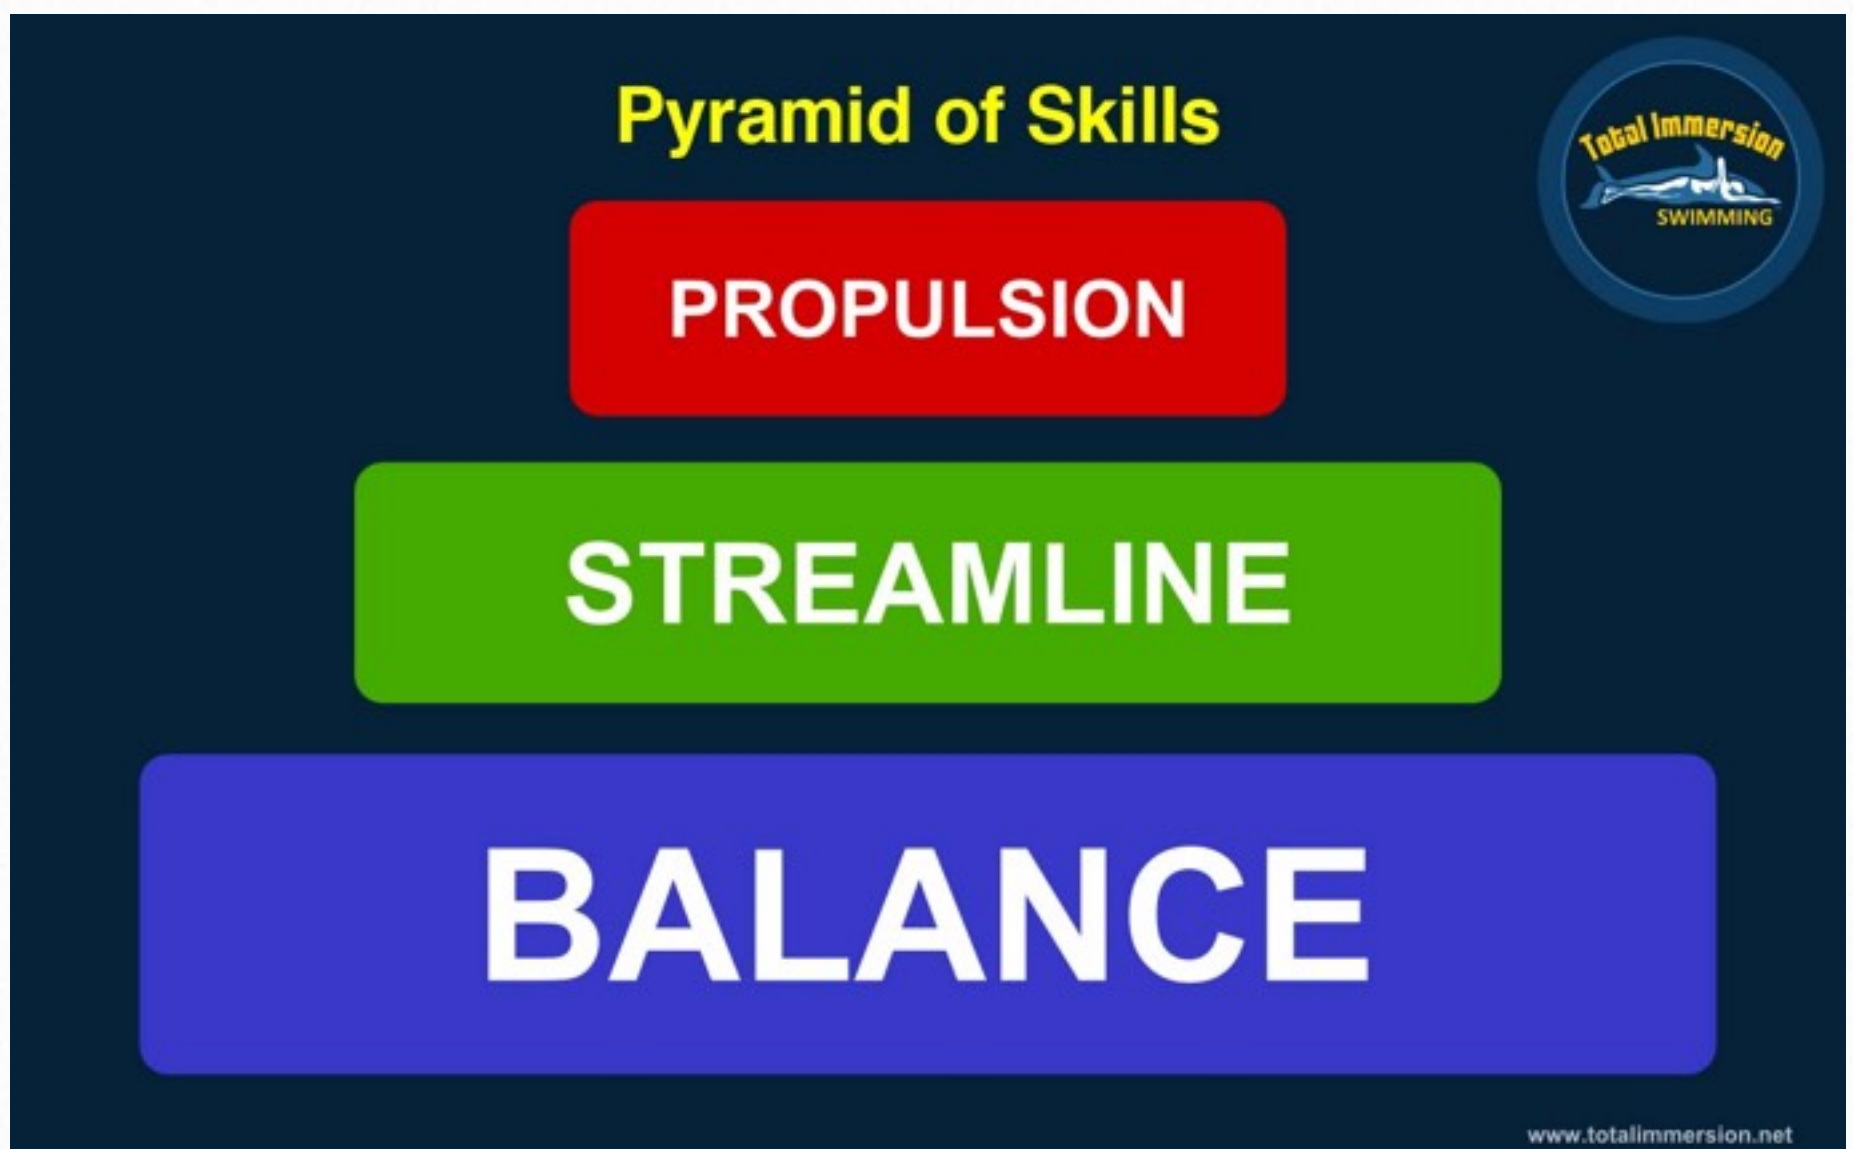 Pyramid of Skills
Total Immersion
SWIMMING
PROPULSION
STREAMLINE
BALANCE
www.totalimmersion.net